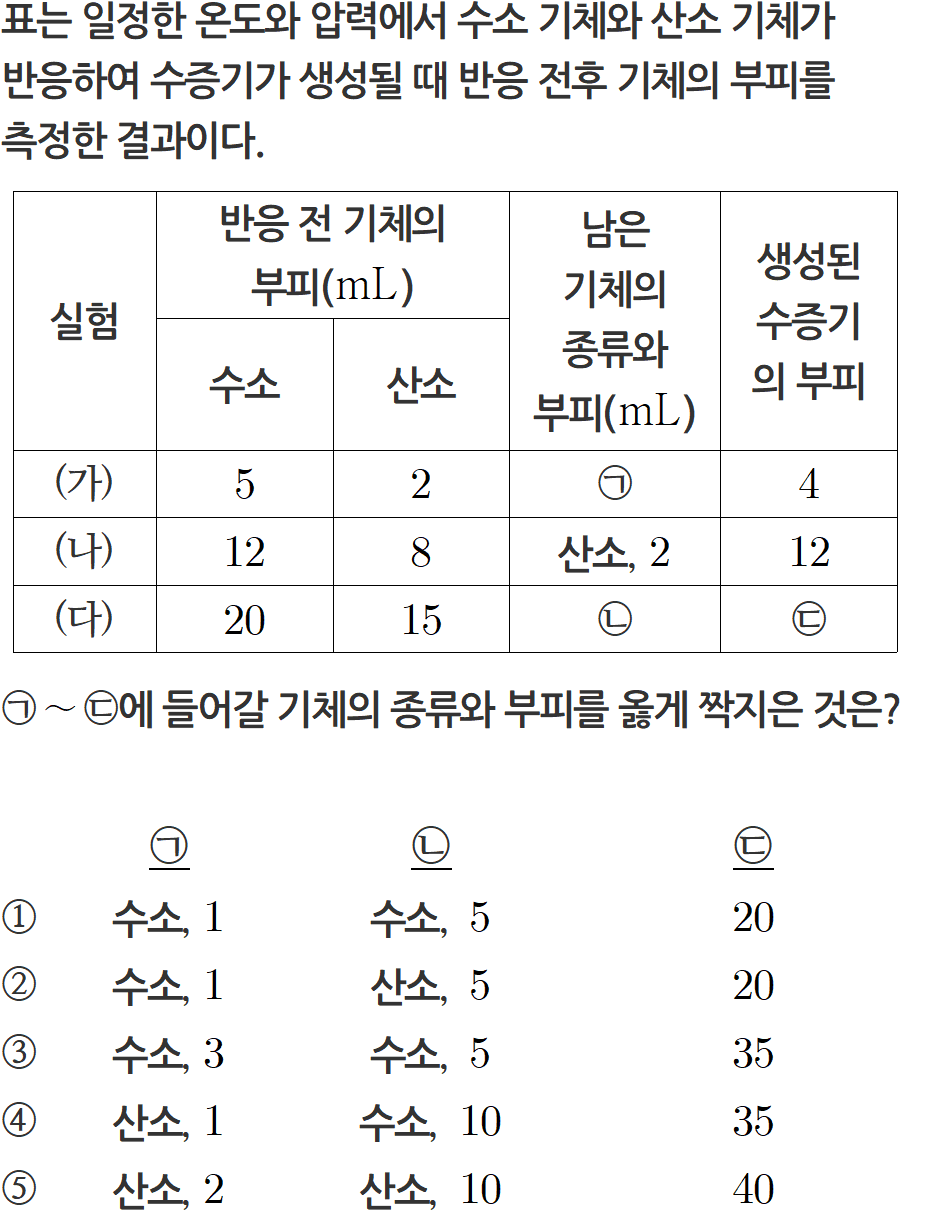 표는 일정한 온도와 압력에서 수소 기체와 산소 기체가
반응하여 수증기가 생성될 때 반응 전후 기체의 부피를
측정한 결과이다.
실험 반응 전 기체의 부피(mL) 남은 기체의 종류와 부피(mL) 생성된 수증기의 부피
수소 산소
(가) 5 2 ㉠ 4
(나) 12 8 산소, 2 12
(다) 20 15 ㉡ ㉢
㉠ ~ ㉢에 들어갈 기체의 종류와 부피를 옳게 짝지은 것은?
㉠ ㉡ ㉢
① 수소, 1 수소, 5 20
② 수소, 1 산소, 5 20
③ 수소, 3 수소, 5 35
④ 산소, 1 수소, 10 35
⑤ 산소, 2 산소, 10 40